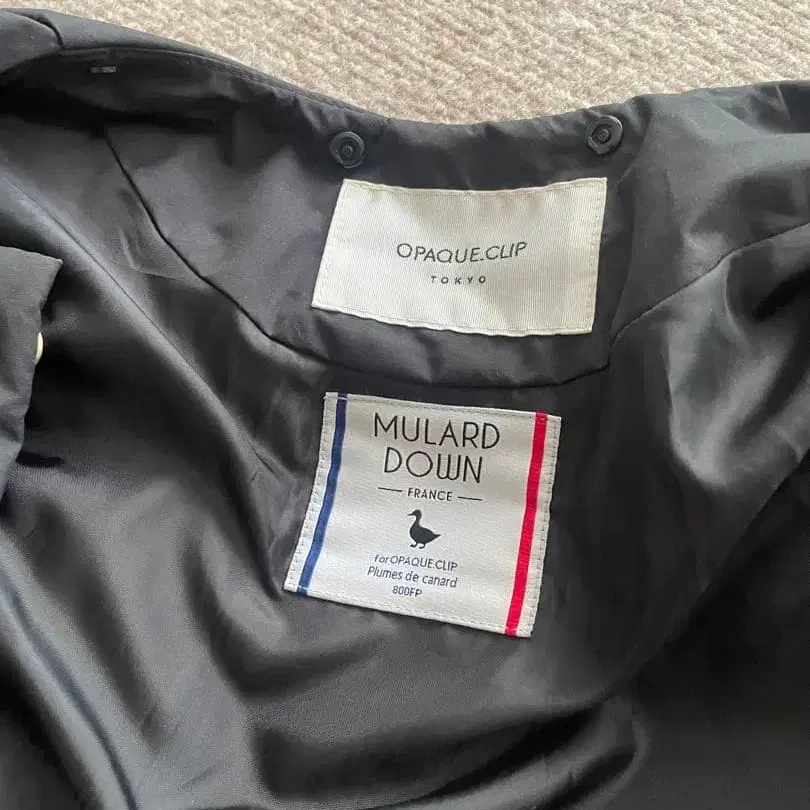 OPAQUE.CLIP
TOKYO
MULARD
DOWN
FRANCE
for OPAQUE.CLIP
Plumes de canard
800FP